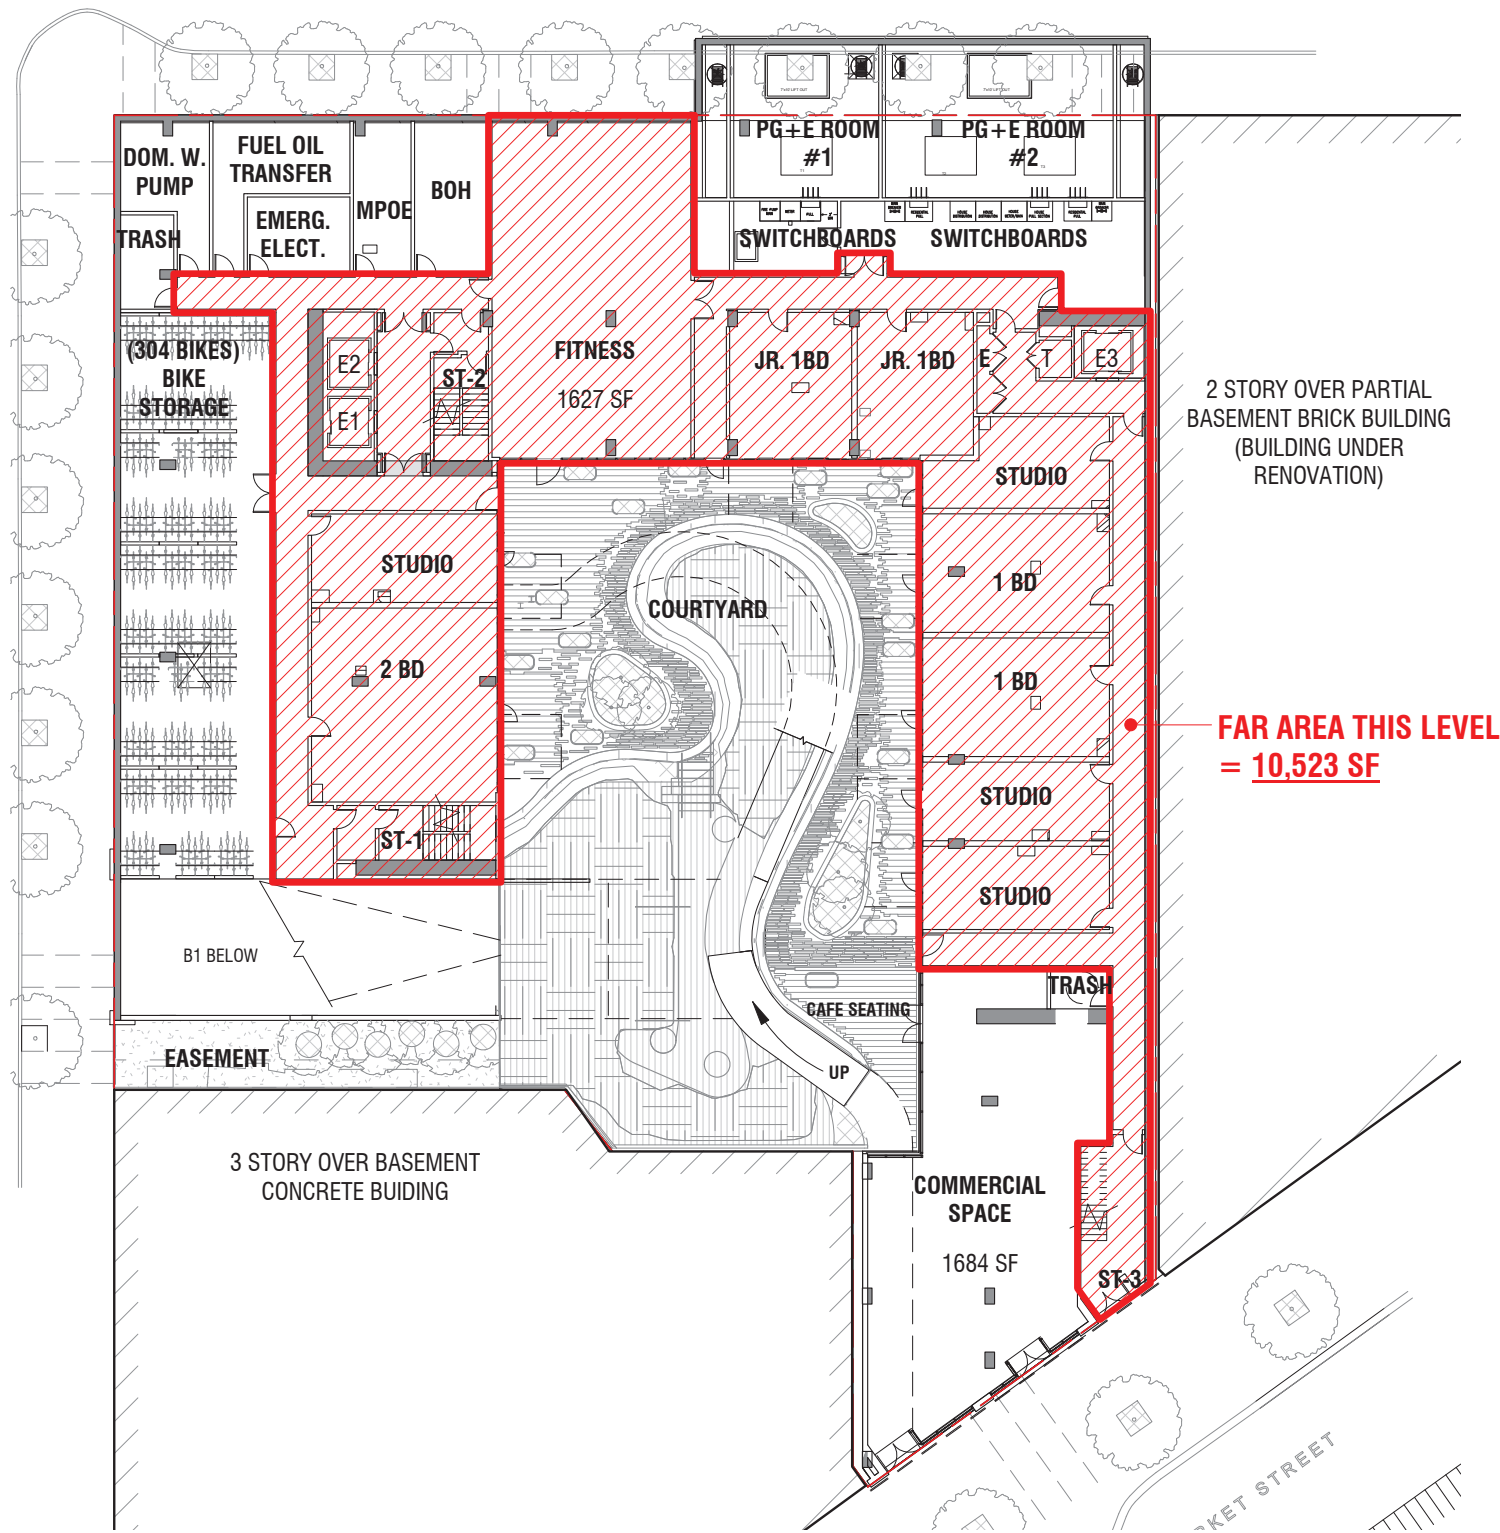 DOM. W.
PUMP
FUEL OIL
TRANSFER
TRASH
EMERG.
ELECT.
MPOE
BOH
PG+E ROOM
#1
PG+E ROOM
#2
SWITCHBOARDS
SWITCHBOARDS
(304 BIKES)
BIKE
STORAGE
E2
E1
ST-2
FITNESS
1627 SF
JR. 1BD
JR. 1BD
E
T
E3
2 STORY OVER PARTIAL
BASEMENT BRICK BUILDING
(BUILDING UNDER
RENOVATION)
STUDIO
STUDIO
1 BD
COURTYARD
2 BD
1 BD
FAR AREA THIS LEVEL
= 10,523 SF
STUDIO
ST-1
STUDIO
B1 BELOW
TRASH
CAFE SEATING
EASEMENT
UP
3 STORY OVER BASEMENT
CONCRETE BUIDING
COMMERCIAL
SPACE
1684 SF
ST-3
RKET STREET